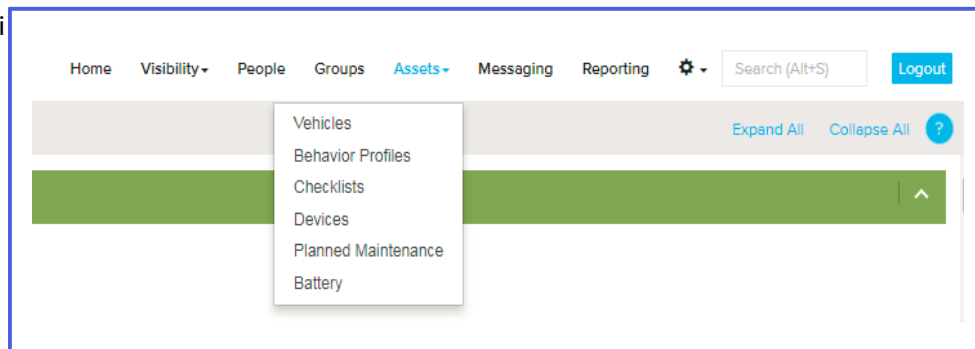 i
Home Visibility People Groups Assets Messaging Reporting Search (Alt+S) Logout
Expand All Collapse All ?
Vehicles
Behavior Profiles
Checklists
Devices
Planned Maintenance
Battery